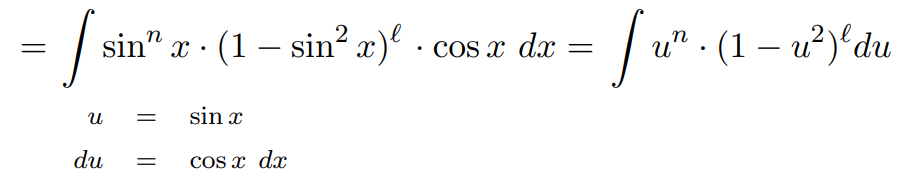 = ∫ sinⁿ x · (1 − sin² x)^ℓ · cos x dx = ∫ uⁿ · (1 − u²)^ℓ du
u = sin x
du = cos x dx